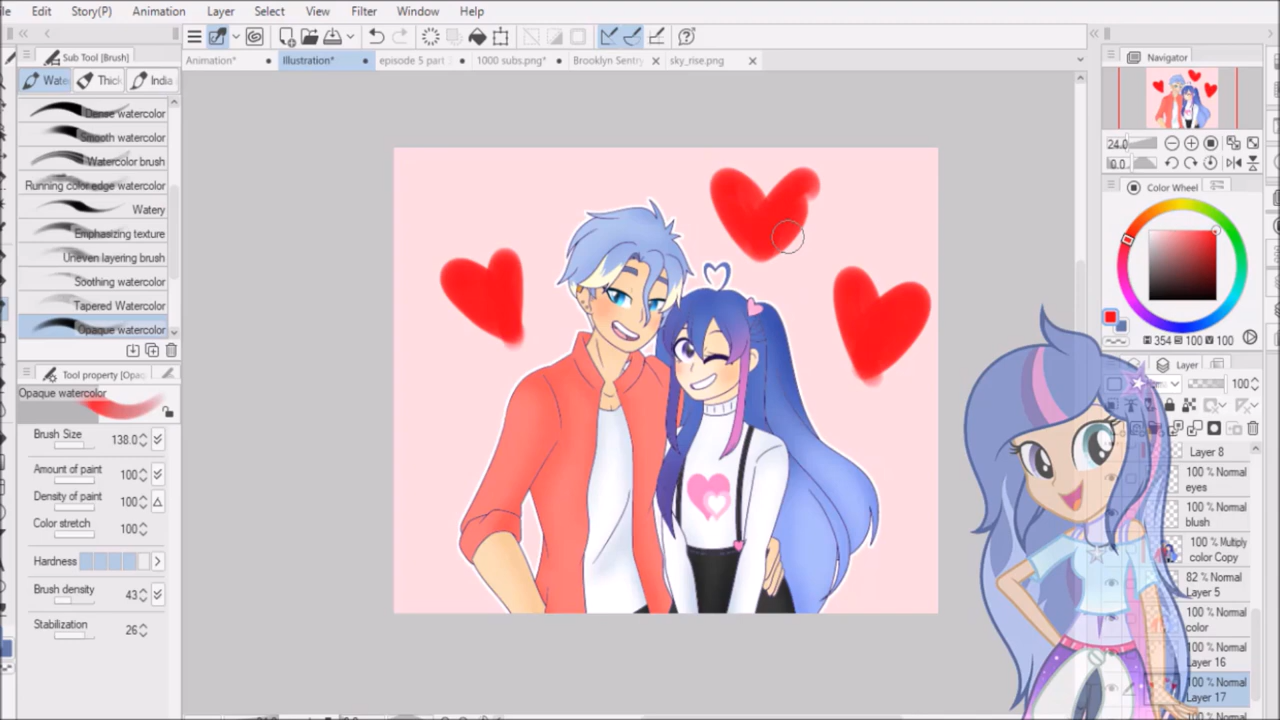 le Edit Story(P) Animation Layer Select View Filter Window Help
Animation* Illustration* episode 5 part 1000 subs.png* Brooklyn Sentry sky_rise.png
Sub Tool [Brush]
Wate Thick India
Dense watercolor
Smooth watercolor
Watercolor brush
Running color edge watercolor
Watery
Emphasizing texture
Uneven layering brush
Soothing watercolor
Tapered Watercolor
Opaque watercolor
Tool property [Opaq
Opaque watercolor
Brush Size 138.0
Amount of paint 100
Density of paint 100
Color stretch 100
Hardness
Brush density 43
Stabilization 26
Navigator
24.0
0.0
Color Wheel
H 354 S 100 V 100
Layer
100
Layer 8
100 % Normal
eyes
100 % Normal
blush
100 % Multiply
color Copy
82 % Normal
Layer 5
100 % Normal
color
100 % Normal
Layer 16
100 % Normal
Layer 17
100 % Normal